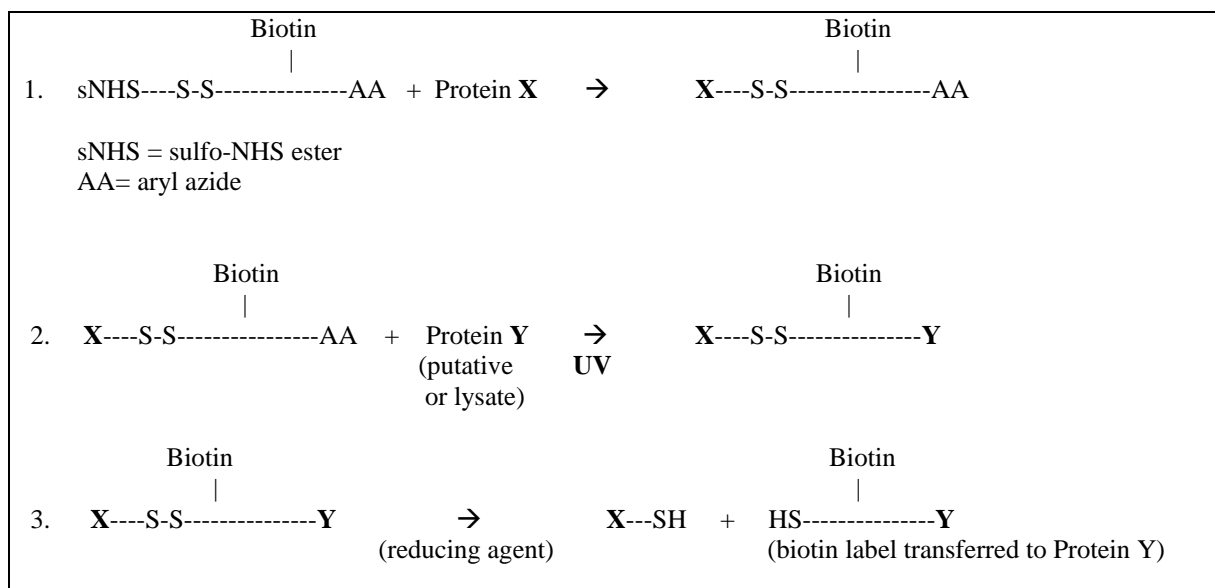 Biotin Biotin
| |
1. sNHS----S-S---------------AA + Protein X → X----S-S----------------AA
sNHS = sulfo-NHS ester
AA= aryl azide
Biotin Biotin
| |
2. X----S-S----------------AA + Protein Y → X----S-S---------------Y
(putative UV
or lysate)
Biotin Biotin
| |
3. X----S-S---------------Y → X---SH + HS---------------Y
(reducing agent) (biotin label transferred to Protein Y)